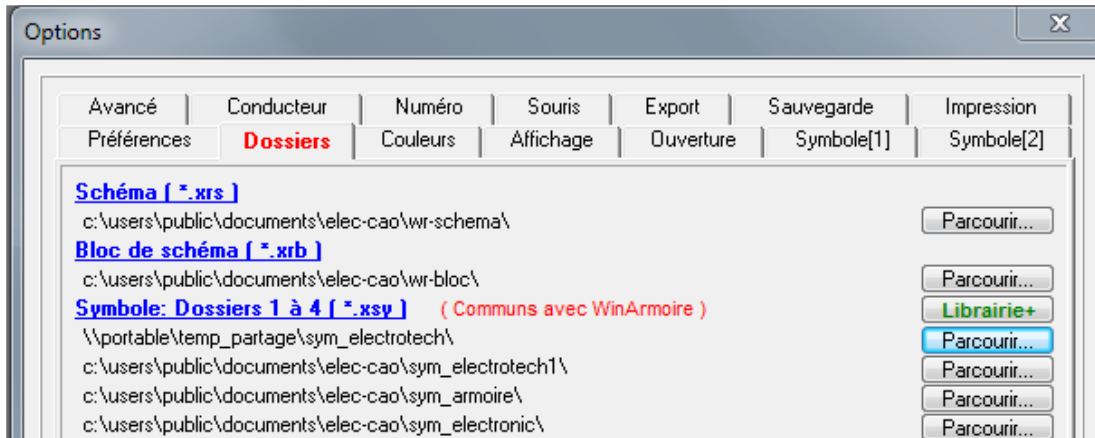 Options
Avancé Conducteur Numéro Souris Export Sauvegarde Impression
Préférences Dossiers Couleurs Affichage Ouverture Symbole[1] Symbole[2]
Schéma ( *.xrs )
c:\users\public\documents\elec-cao\wr-schema\ Parcourir...
Bloc de schéma ( *.xrb )
c:\users\public\documents\elec-cao\wr-bloc\ Parcourir...
Symbole: Dossiers 1 à 4 ( *.xsy ) ( Communs avec WinArmoire ) Librairie+
\\portable\temp_partage\sym_electrotech\ Parcourir...
c:\users\public\documents\elec-cao\sym_electrotech1\ Parcourir...
c:\users\public\documents\elec-cao\sym_armoire\ Parcourir...
c:\users\public\documents\elec-cao\sym_electronic\ Parcourir...